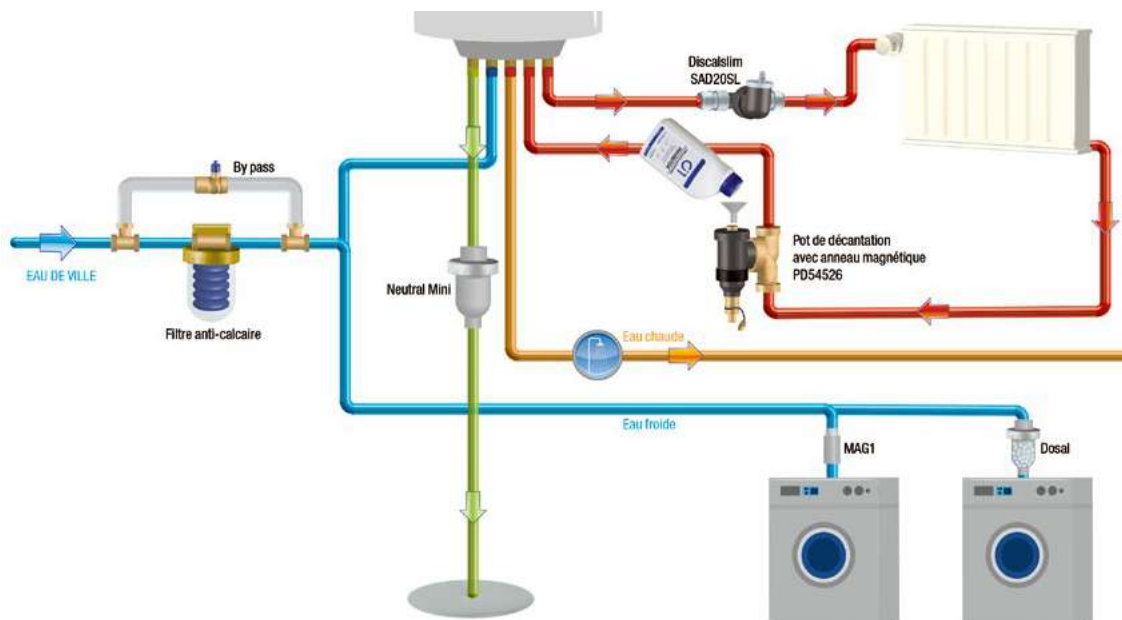 Discalslim
SAD20SL
By pass
EAU DE VILLE
Filtre anti-calcaire
Neutral Mini
Pot de décantation
avec anneau magnétique
PD54526
Eau chaude
Eau froide
MAG1
Dosal